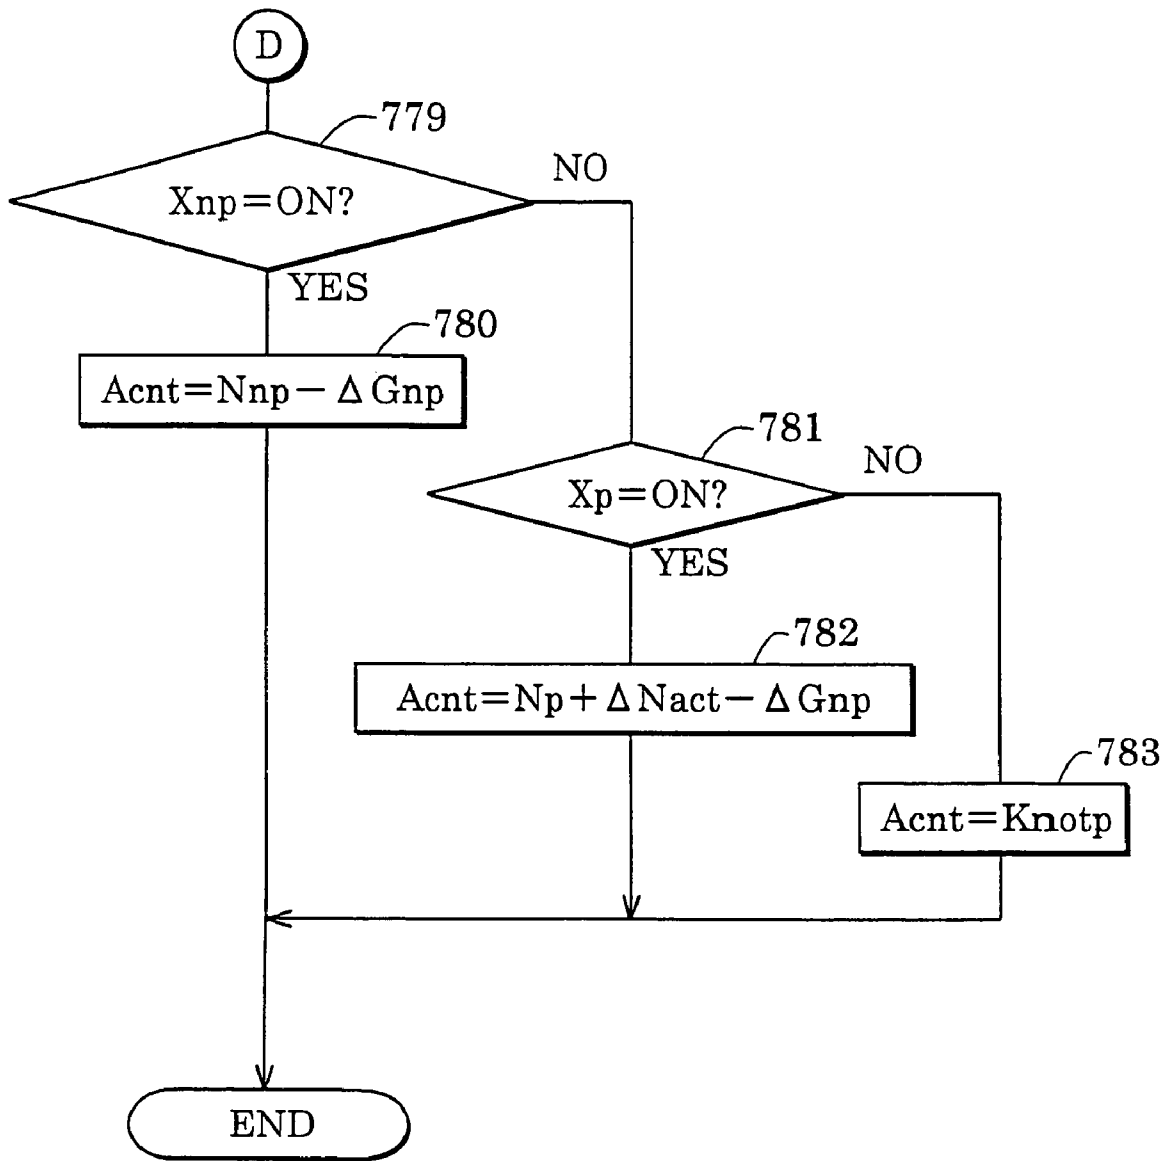 D
779
Xnp=ON?
NO
YES
780
Acnt=Nnp－ΔGnp
781
Xp=ON?
NO
YES
782
Acnt=Np+ΔNact－ΔGnp
783
Acnt=Knotp
END